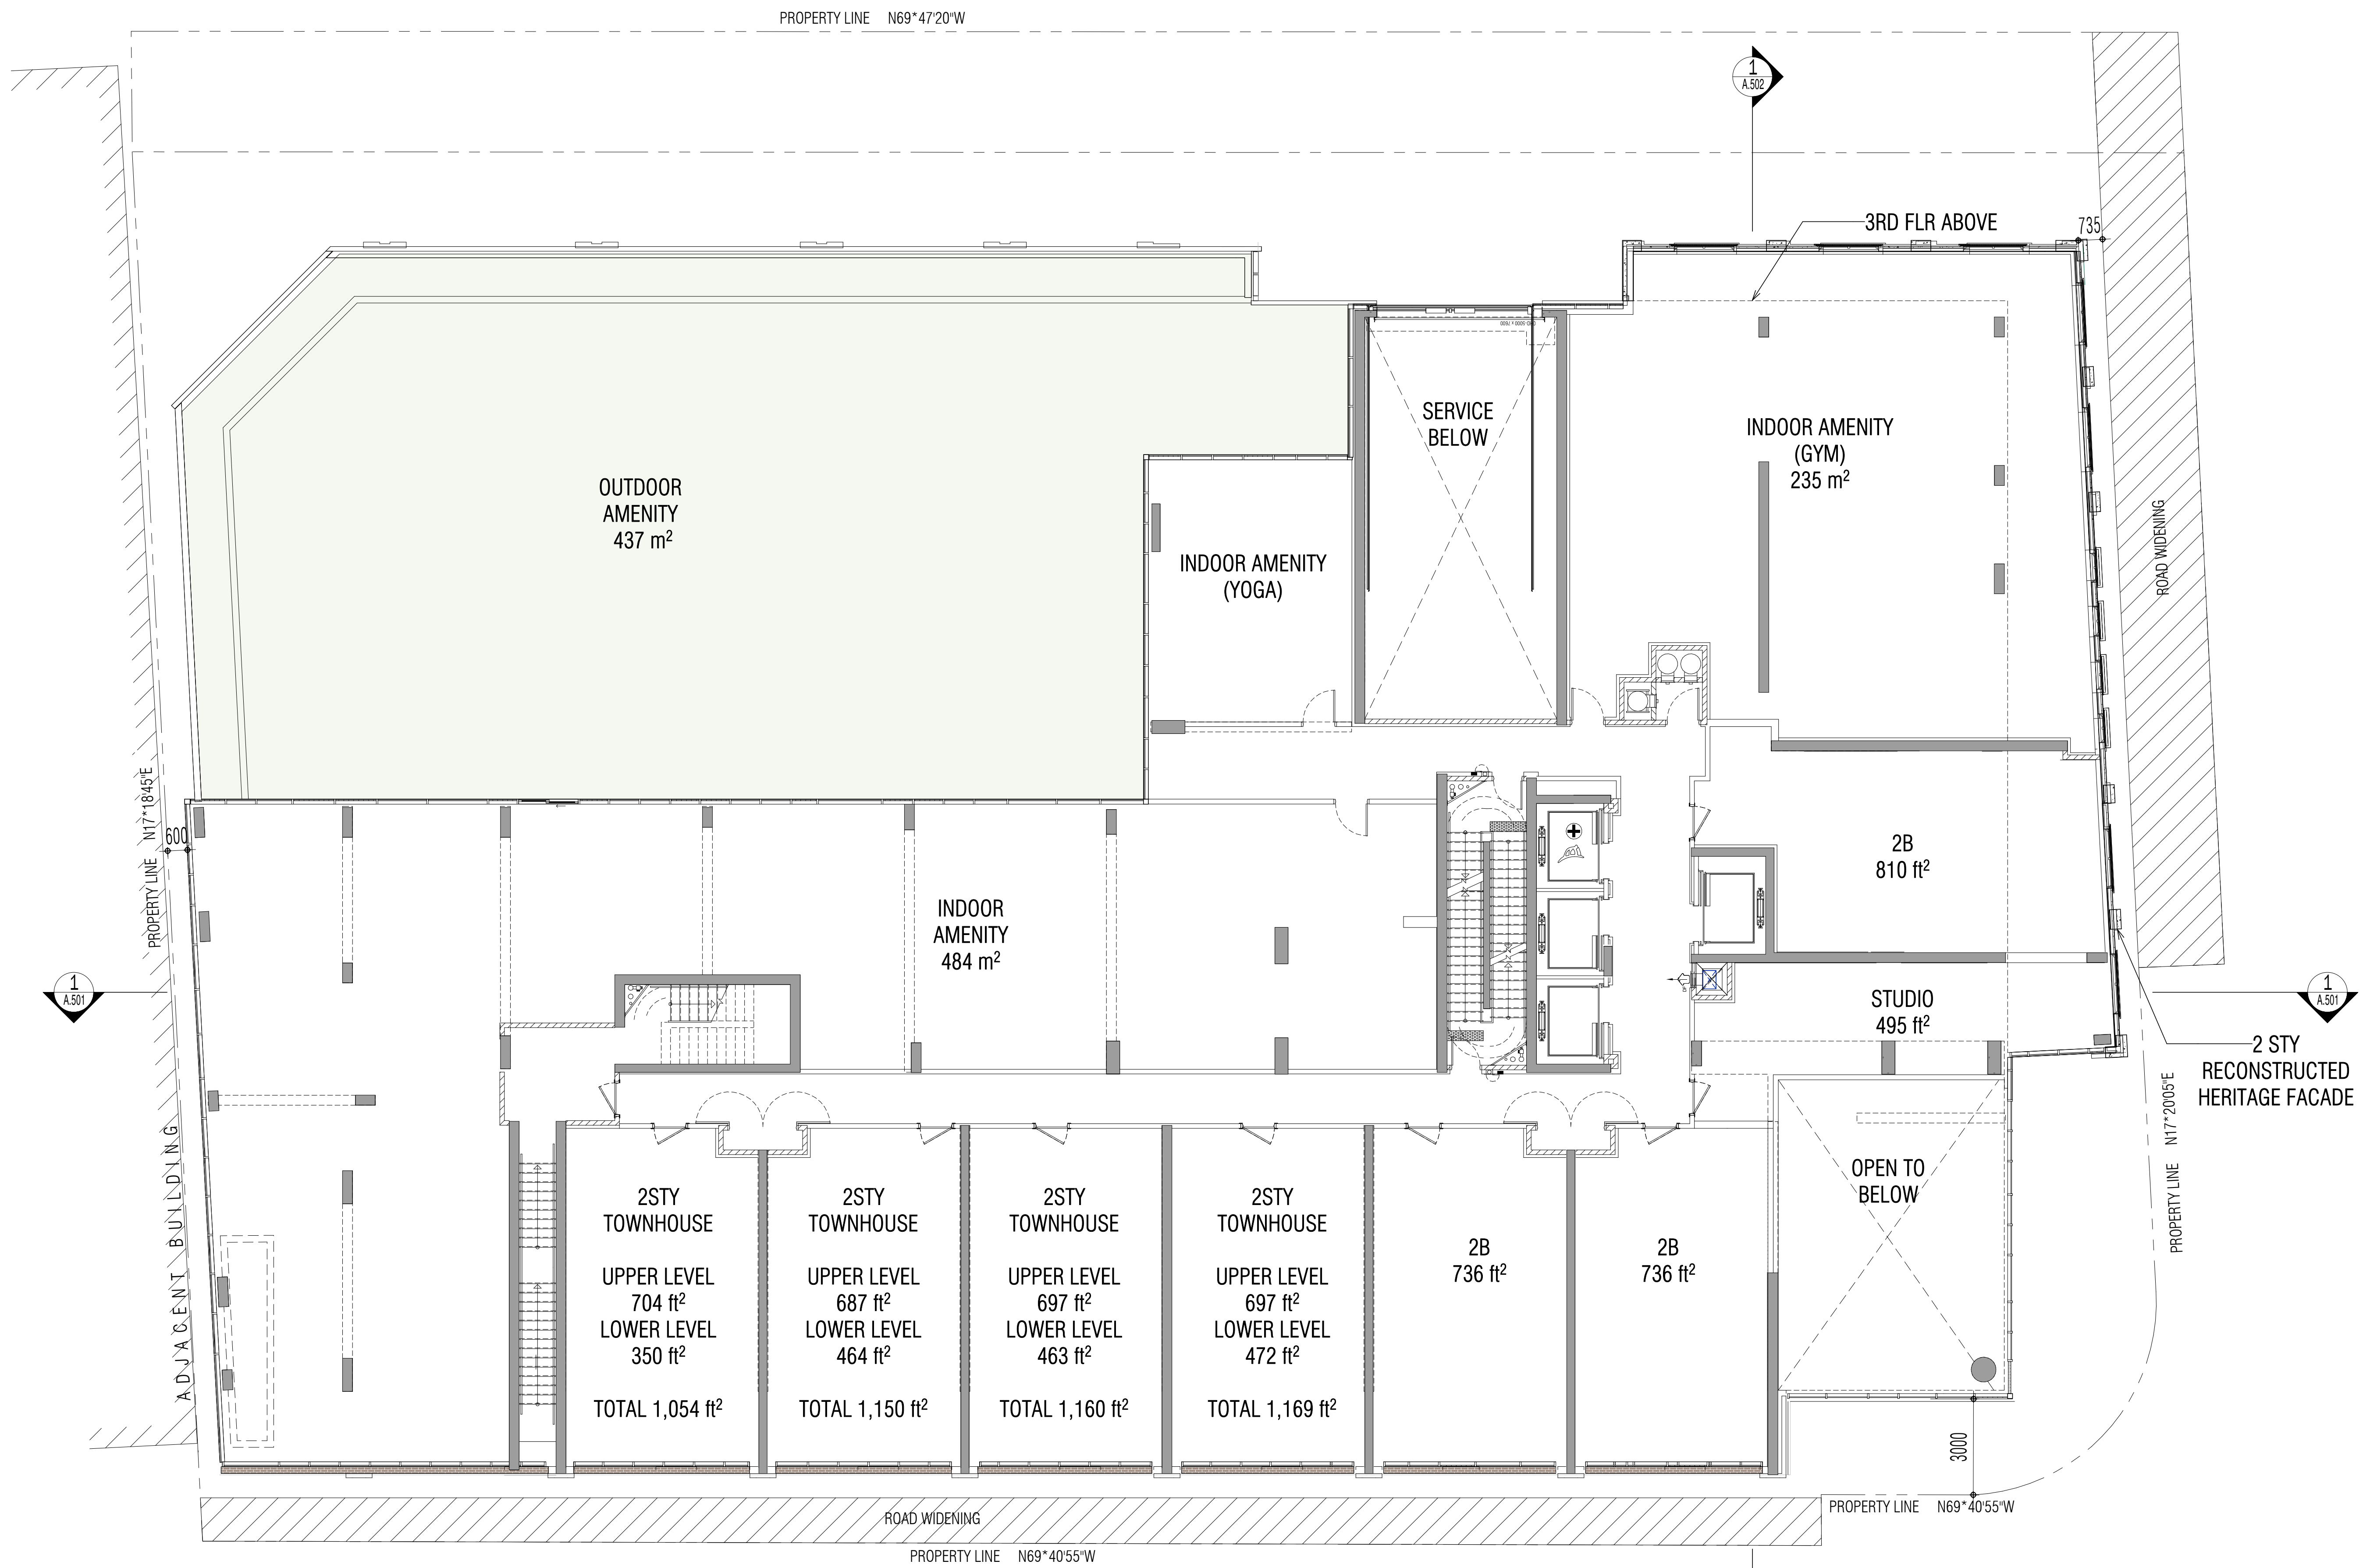 PROPERTY LINE N69*47'20"W
1
A.502
3RD FLR ABOVE
735
SERVICE
BELOW
INDOOR AMENITY
(GYM)
235 m²
OUTDOOR
AMENITY
437 m²
INDOOR AMENITY
(YOGA)
ROAD WIDENING
PROPERTY LINE N17*18'45"E
600
2B
810 ft²
INDOOR
AMENITY
484 m²
1
A.501
STUDIO
495 ft²
1
A.501
2 STY
RECONSTRUCTED
HERITAGE FACADE
ADJACENT BUILDING
OPEN TO
BELOW
PROPERTY LINE N17*20'05"E
2STY
TOWNHOUSE
UPPER LEVEL
704 ft²
LOWER LEVEL
350 ft²
TOTAL 1,054 ft²
2STY
TOWNHOUSE
UPPER LEVEL
687 ft²
LOWER LEVEL
464 ft²
TOTAL 1,150 ft²
2STY
TOWNHOUSE
UPPER LEVEL
697 ft²
LOWER LEVEL
463 ft²
TOTAL 1,160 ft²
2STY
TOWNHOUSE
UPPER LEVEL
697 ft²
LOWER LEVEL
472 ft²
TOTAL 1,169 ft²
2B
736 ft²
2B
736 ft²
3000
PROPERTY LINE N69*40'55"W
ROAD WIDENING
PROPERTY LINE N69*40'55"W